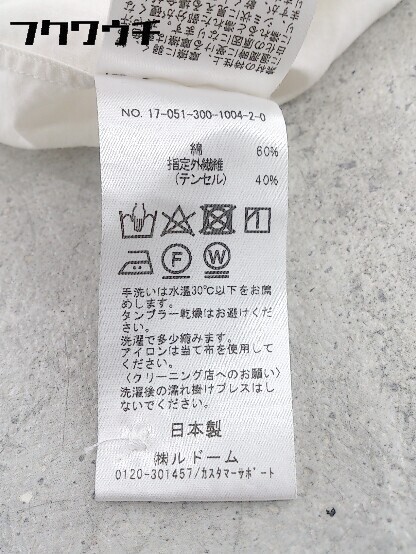 フクワウチ
NO. 17-051-300-1004-2-0
綿 60%
指定外繊維
(テンセル) 40%
F W
手洗いは水温30℃以下をお薦
めします。
タンブラー乾燥はお避けくださ
い。
洗濯で多少縮みます。
アイロンは当て布を使用して
ください。
〈クリーニング店へのお願い〉
洗濯後の濡れ掛けプレスはし
ないでください。
日本製
㈱ルドーム
0120-301457/カスタマーサポート